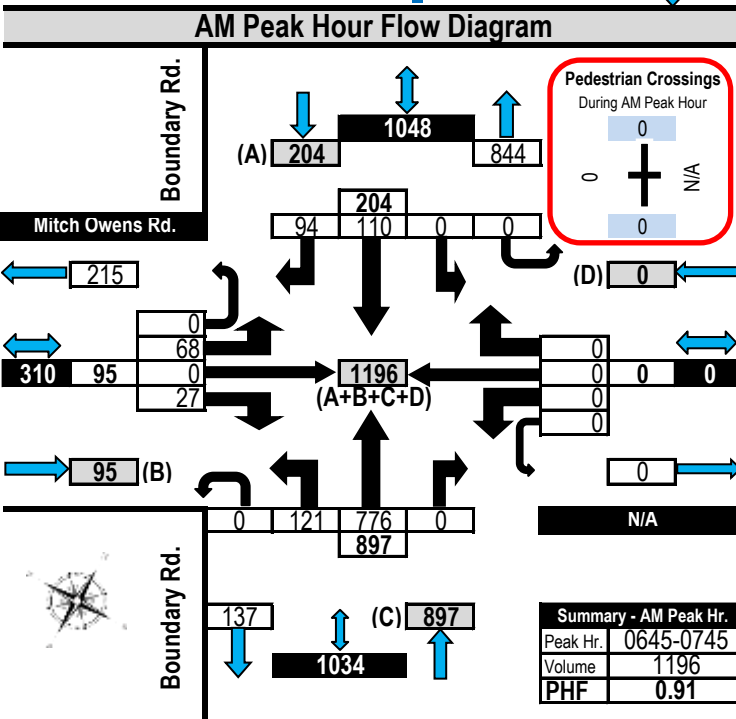 AM Peak Hour Flow Diagram
Boundary Rd.
Mitch Owens Rd.
Pedestrian Crossings
During AM Peak Hour
0
0
N/A
0
1048
(A) 204
844
204
94 110 0 0
215
(D) 0
0
68
0
27
310 95
1196
(A+B+C+D)
0
0
0
0
0 0
95 (B)
0
0 121 776 0
897
N/A
Boundary Rd.
137
(C) 897
1034
Summary - AM Peak Hr.
Peak Hr. 0645-0745
Volume 1196
PHF 0.91